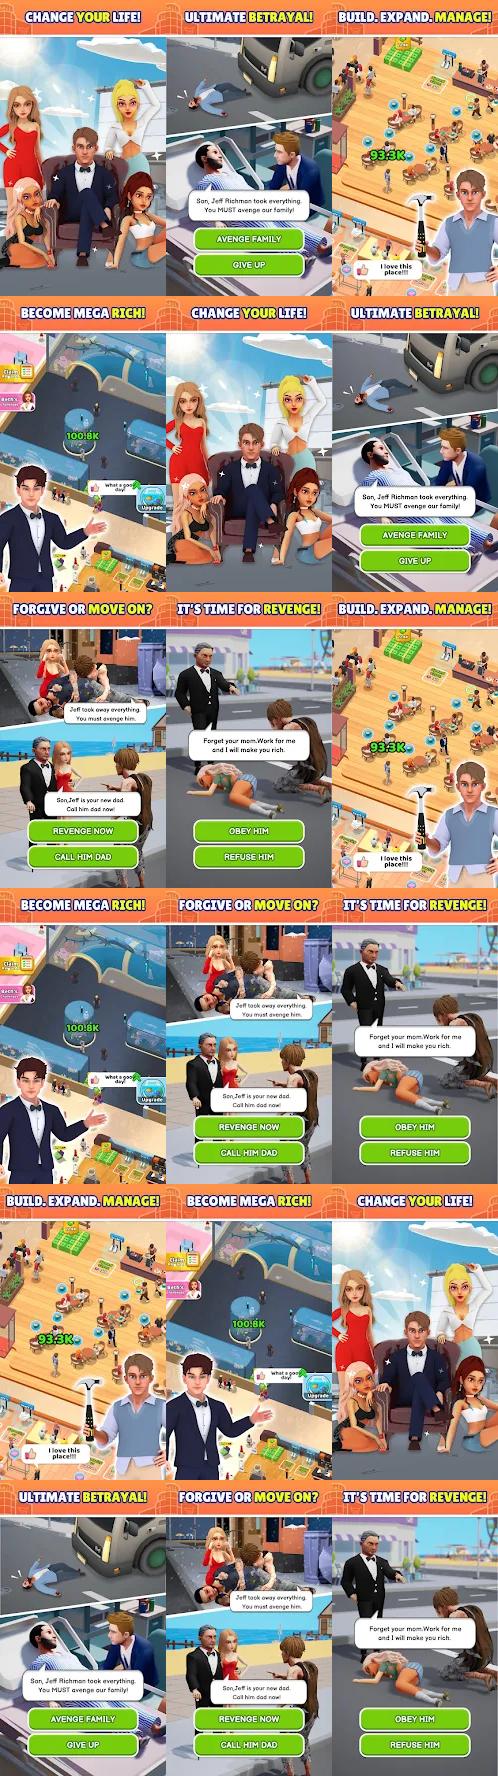 CHANGE YOUR LIFE!
ULTIMATE BETRAYAL!
Son, Jeff Richman took everything.
You MUST avenge our family!
AVENGE FAMILY
GIVE UP
BUILD. EXPAND. MANAGE!
93.3K
I love this
place!!!
BECOME MEGA RICH!
Claim
100.8K
What a good
day!
Upgrade
CHANGE YOUR LIFE!
ULTIMATE BETRAYAL!
Son, Jeff Richman took everything.
You MUST avenge our family!
AVENGE FAMILY
GIVE UP
FORGIVE OR MOVE ON?
Jeff took away everything.
You must avenge him.
Son,Jeff is your new dad.
Call him dad now!
REVENGE NOW
CALL HIM DAD
IT'S TIME FOR REVENGE!
Forget your mom.Work for me
and I will make you rich.
OBEY HIM
REFUSE HIM
BUILD. EXPAND. MANAGE!
93.3K
I love this
place!!!
BECOME MEGA RICH!
Claim
100.8K
What a good
day!
Upgrade
FORGIVE OR MOVE ON?
Jeff took away everything.
You must avenge him.
Son,Jeff is your new dad.
Call him dad now!
REVENGE NOW
CALL HIM DAD
IT'S TIME FOR REVENGE!
Forget your mom.Work for me
and I will make you rich.
OBEY HIM
REFUSE HIM
BUILD. EXPAND. MANAGE!
93.3K
I love this
place!!!
BECOME MEGA RICH!
Claim
100.8K
What a good
day!
Upgrade
CHANGE YOUR LIFE!
ULTIMATE BETRAYAL!
Son, Jeff Richman took everything.
You MUST avenge our family!
AVENGE FAMILY
GIVE UP
FORGIVE OR MOVE ON?
Jeff took away everything.
You must avenge him.
Son,Jeff is your new dad.
Call him dad now!
REVENGE NOW
CALL HIM DAD
IT'S TIME FOR REVENGE!
Forget your mom.Work for me
and I will make you rich.
OBEY HIM
REFUSE HIM